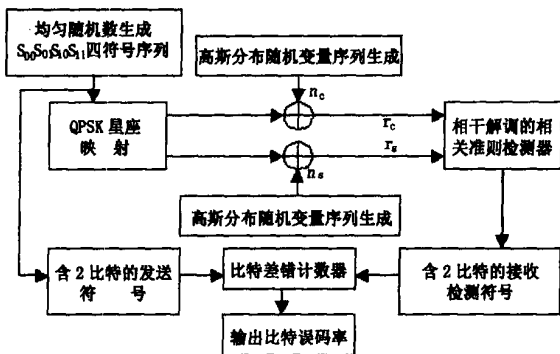 均匀随机数生成
S00S01S10S11四符号序列
高斯分布随机变量序列生成
nc
QPSK 星座
映 射
rc
rs
相干解调的相
关准则检测器
ns
高斯分布随机变量序列生成
含 2 比特的发送
符 号
比特差错计数器
含 2 比特的接收
检测符号
输出比特误码率